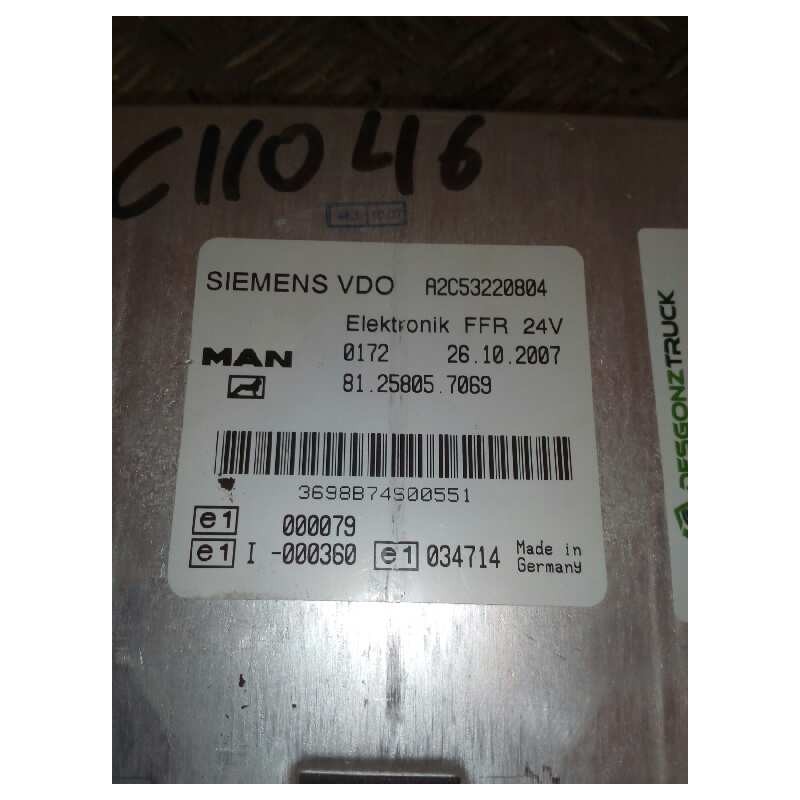 C11046
SIEMENS VDO A2C53220804
Elektronik FFR 24V
MAN 0172 26.10.2007
81.25805.7069
3698B74S00551
e1 000079
e1 I -000360 e1 034714 Made in
Germany
DESGONZTRUCK